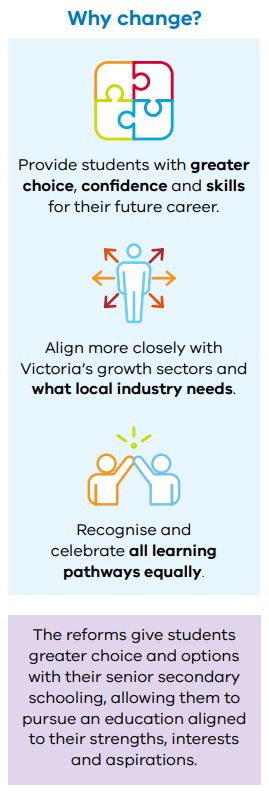 Why change?
Provide students with greater
choice, confidence and skills
for their future career.
Align more closely with
Victoria's growth sectors and
what local industry needs.
Recognise and
celebrate all learning
pathways equally.
The reforms give students
greater choice and options
with their senior secondary
schooling, allowing them to
pursue an education aligned
to their strengths, interests
and aspirations.